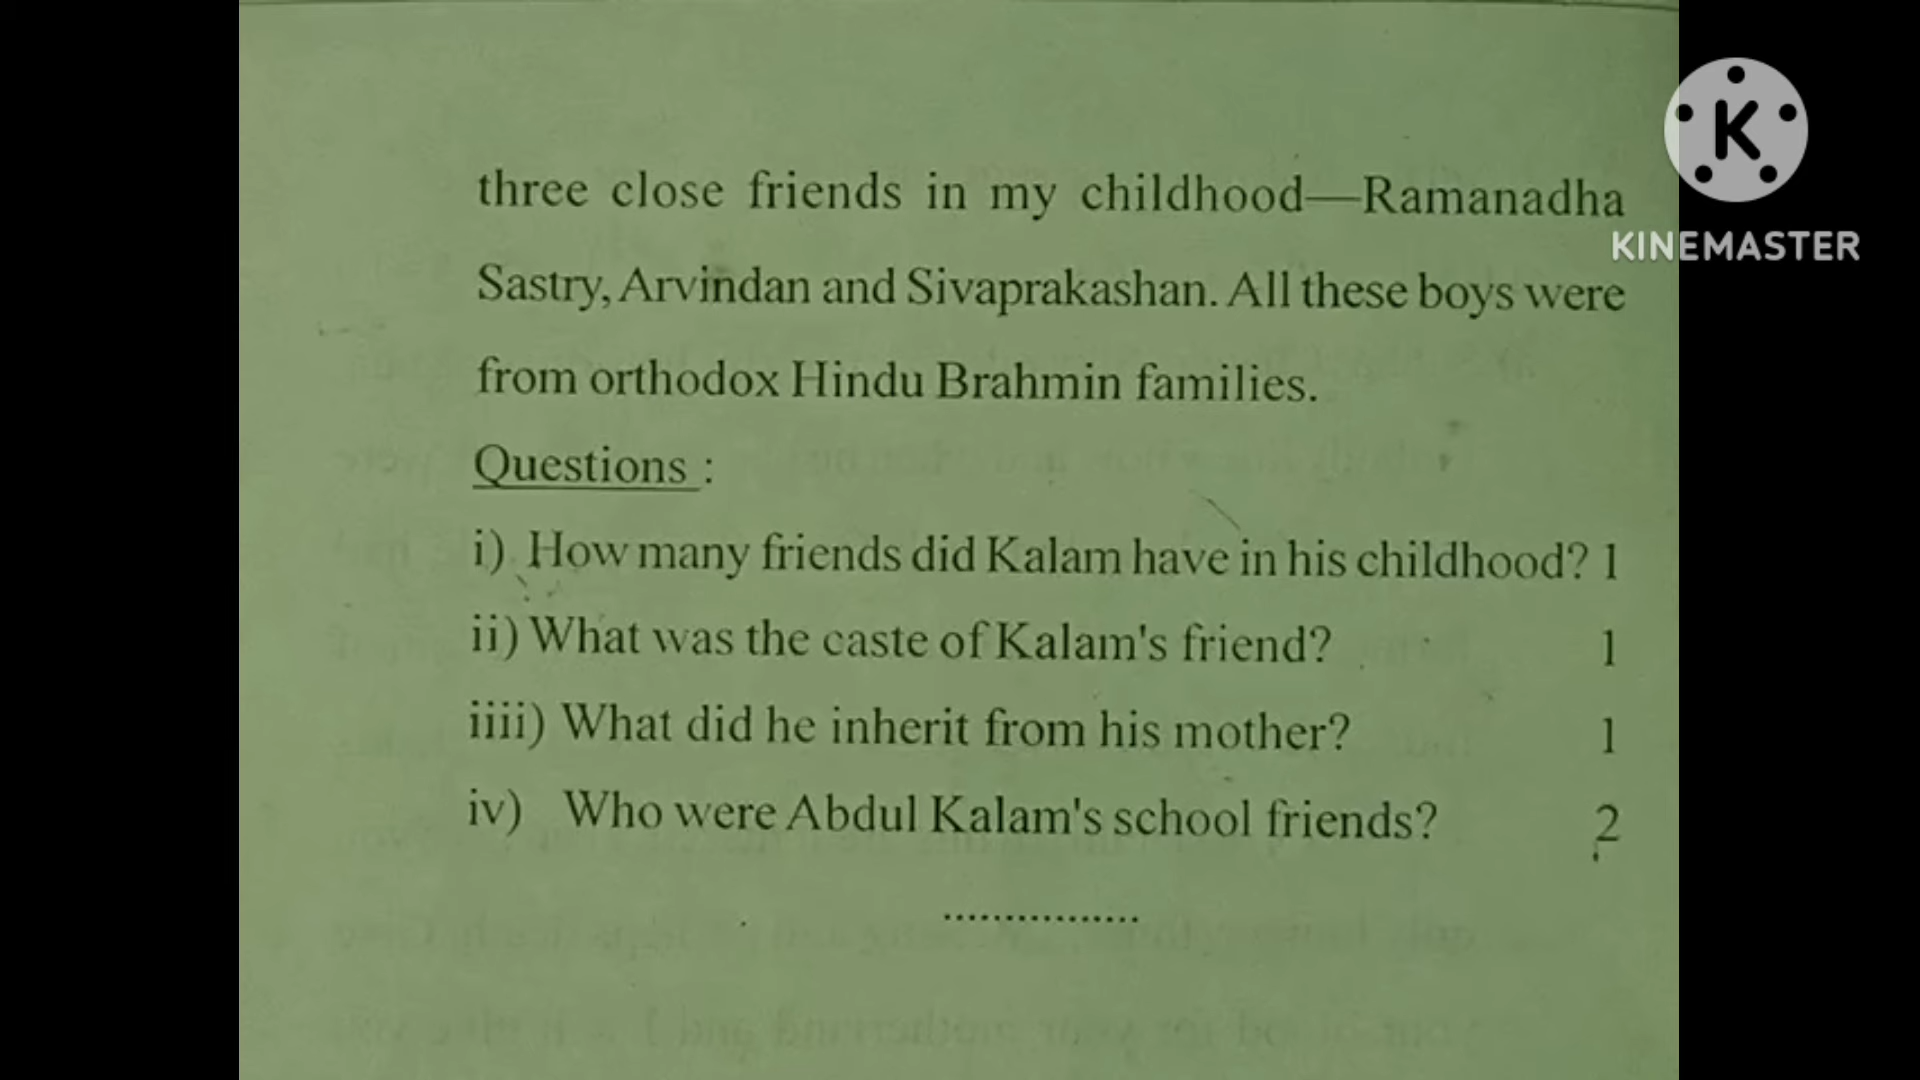 three close friends in my childhood—Ramanadha
Sastry, Arvindan and Sivaprakashan. All these boys were
from orthodox Hindu Brahmin families.
Questions :
i) How many friends did Kalam have in his childhood? 1
ii) What was the caste of Kalam's friend? 1
iiii) What did he inherit from his mother? 1
iv) Who were Abdul Kalam's school friends? 2
................
K
KINEMASTER